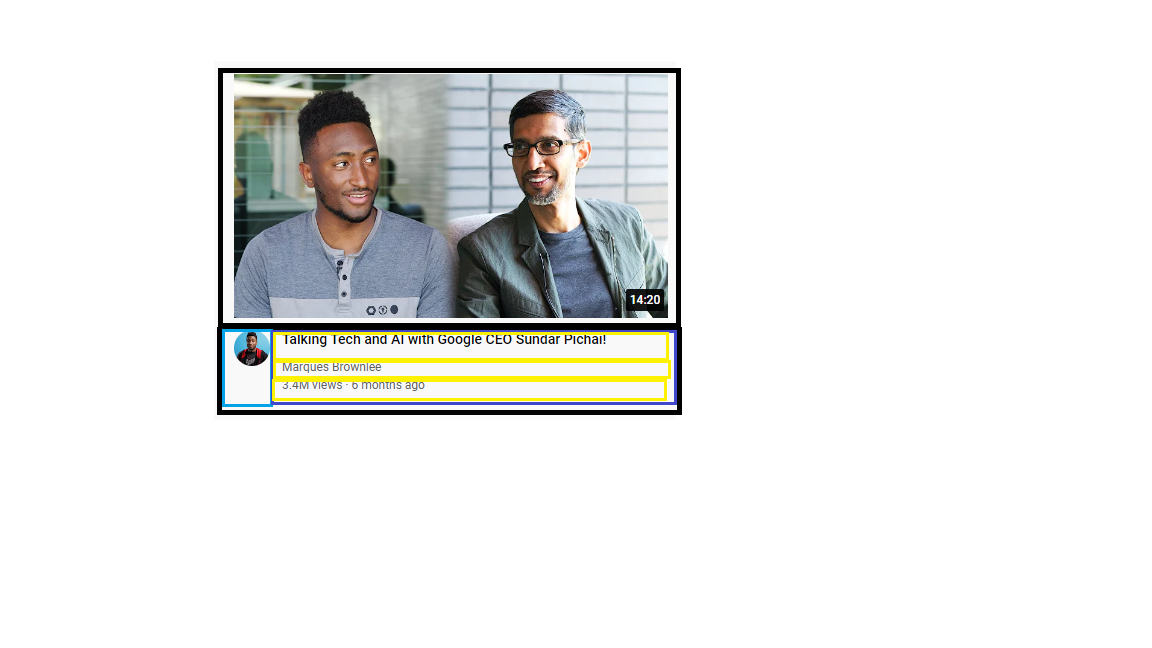 14:20
Talking Tech and AI with Google CEO Sundar Pichai!
Marques Brownlee
3.4M views · 6 months ago